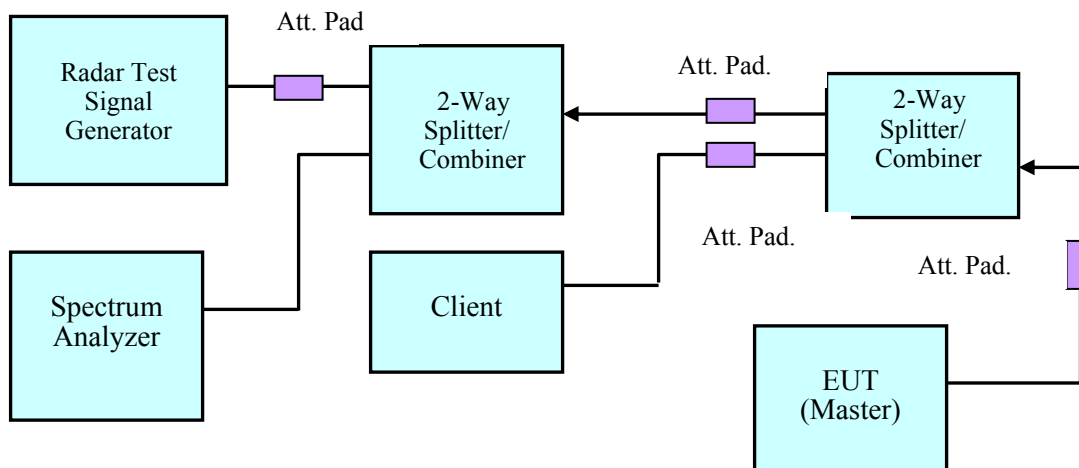 Att. Pad
Radar Test
Signal
Generator
2-Way
Splitter/
Combiner
Att. Pad.
2-Way
Splitter/
Combiner
Att. Pad.
Att. Pad.
Spectrum
Analyzer
Client
EUT
(Master)